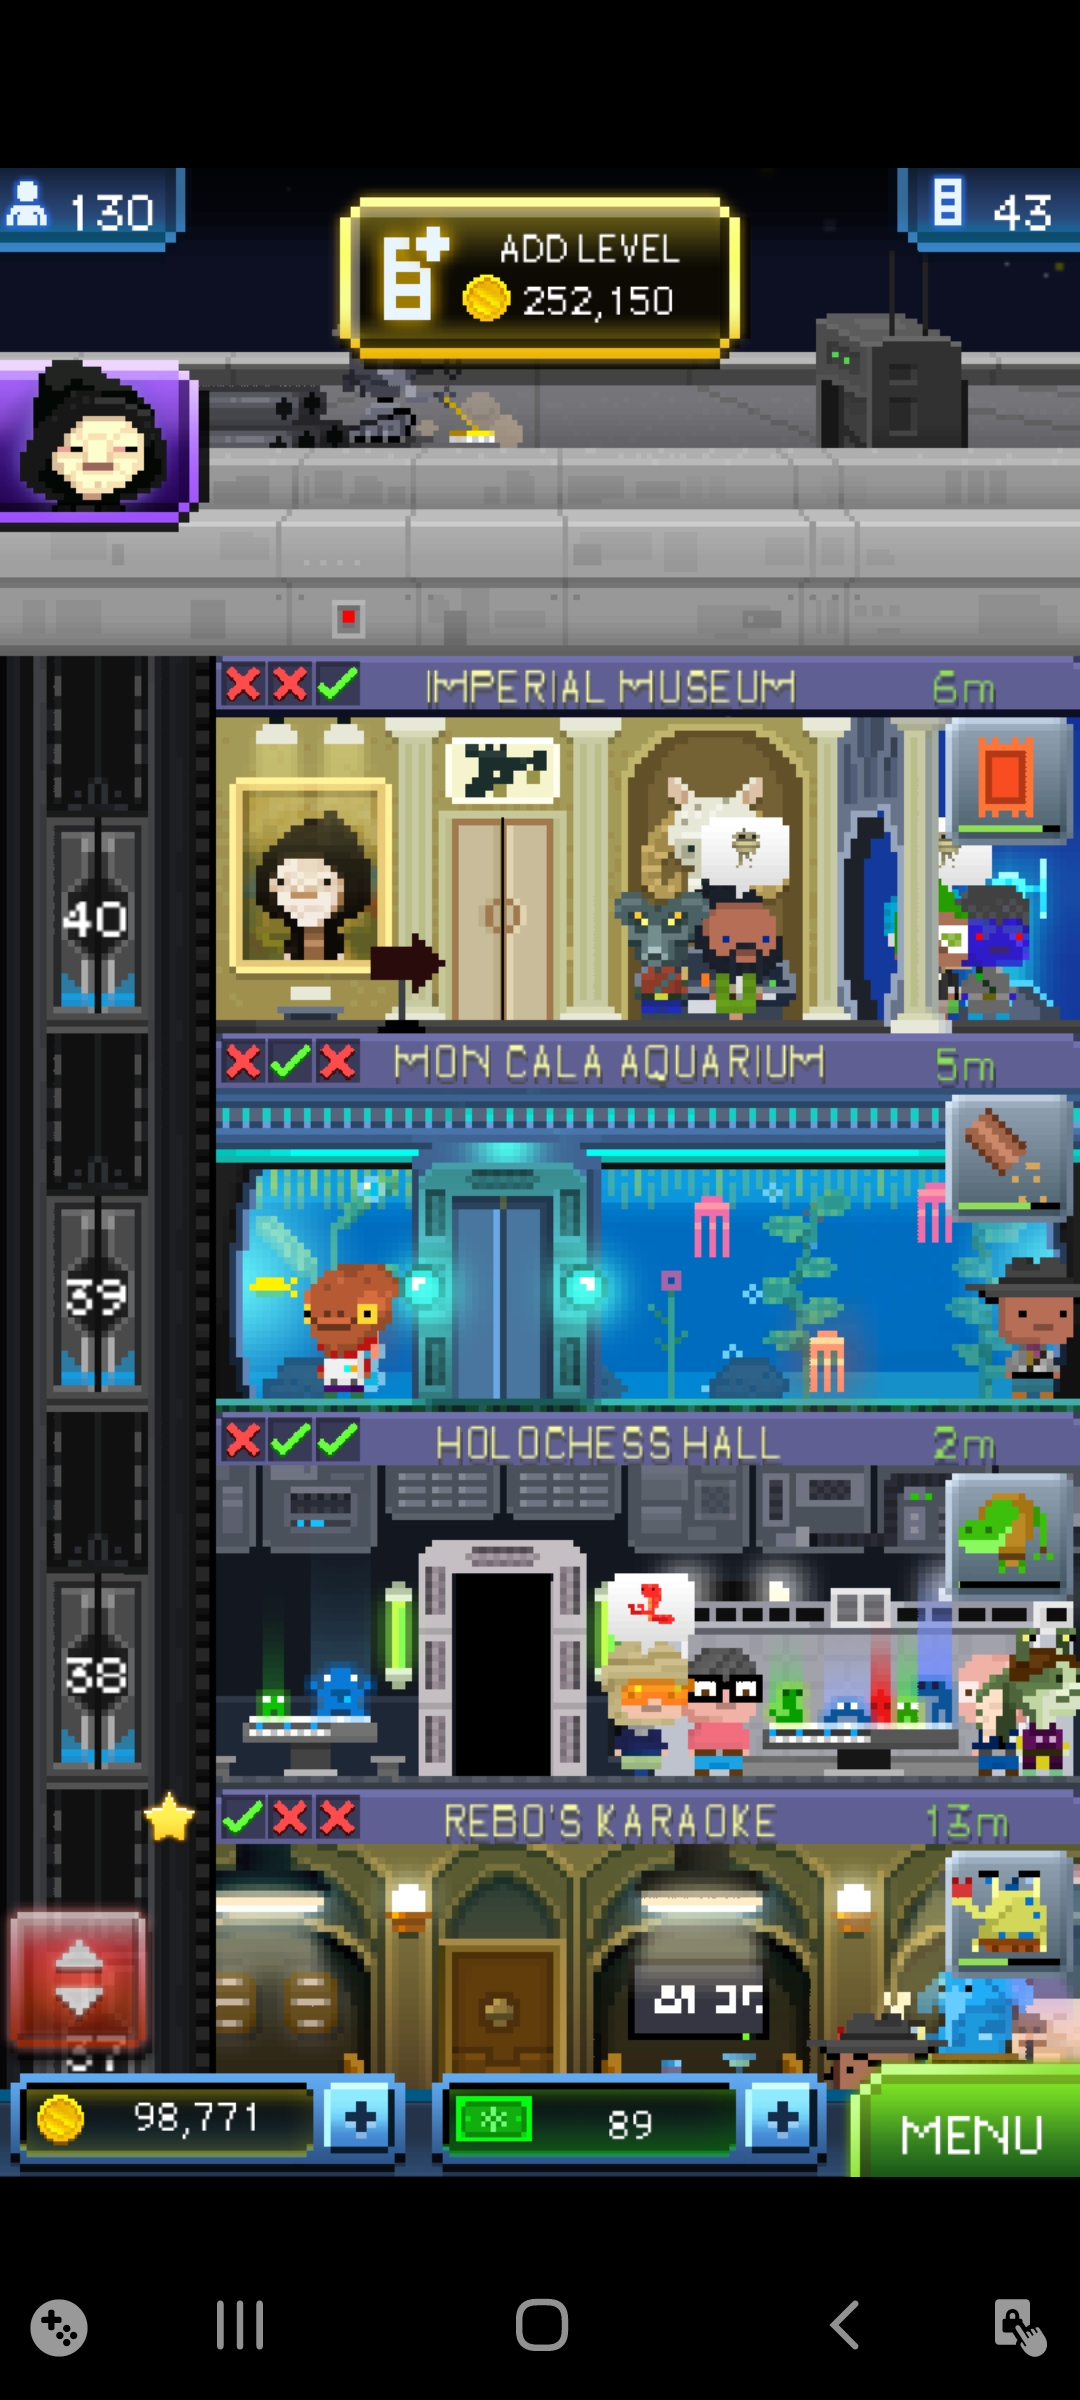 130
ADD LEVEL
252,150
43
IMPERIAL MUSEUM 6m
40
MON CALA AQUARIUM 5m
39
HOLOCHESS HALL 2m
38
REBO'S KARAOKE 13m
37
98,771
89
MENU